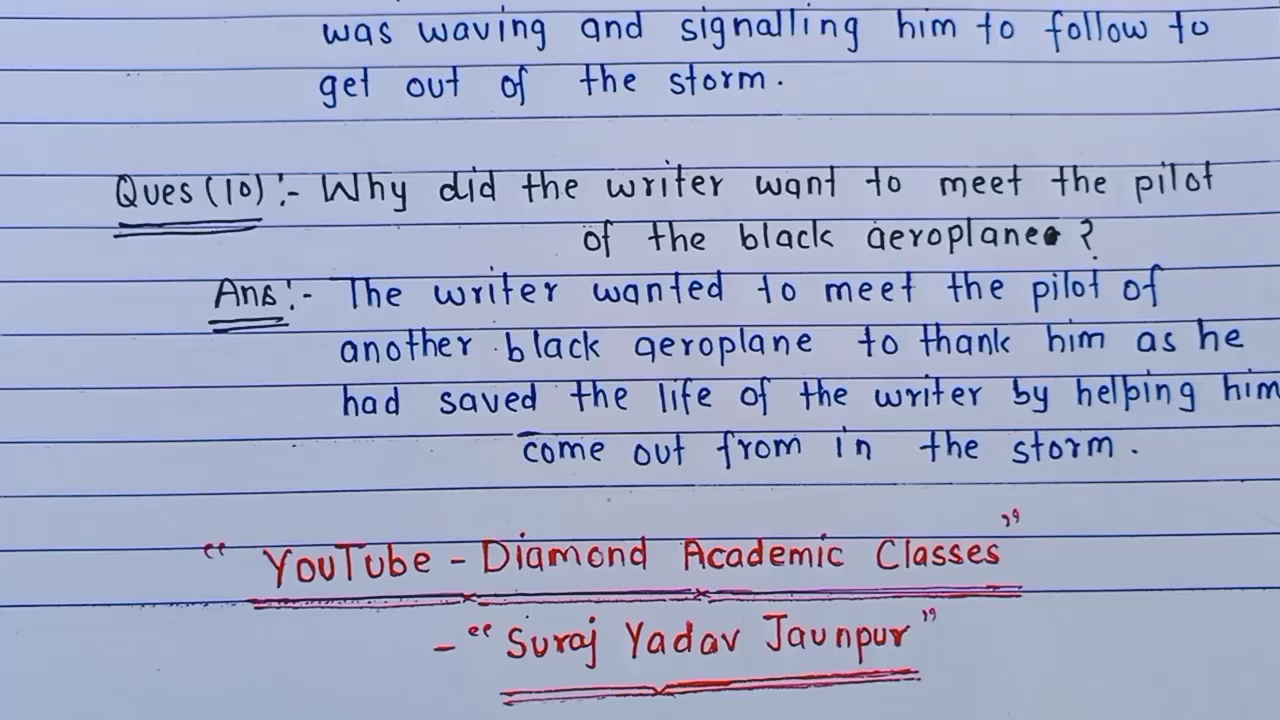 was waving and signalling him to follow to
get out of the storm.
Ques (10):- Why did the writer want to meet the pilot
of the black aeroplane ?
Ans:- The writer wanted to meet the pilot of
another black aeroplane to thank him as he
had saved the life of the writer by helping him
come out from in the storm.
"YouTube - Diamond Academic Classes"
- "Suraj Yadav Jaunpur"